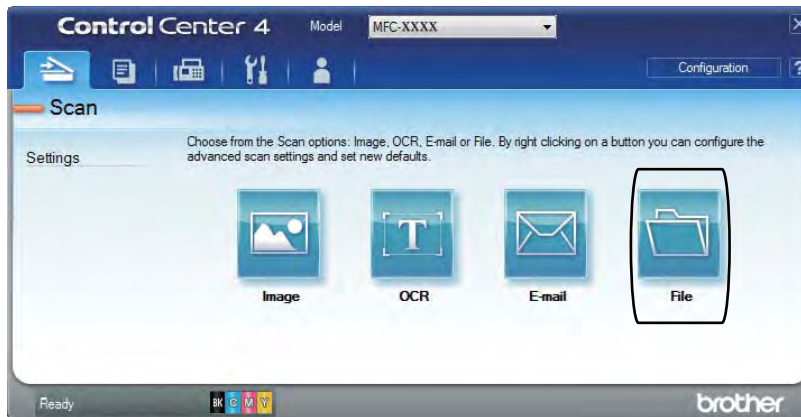 Control Center 4
Model
MFC-XXXX
X
Configuration
?
Scan
Settings
Choose from the Scan options: Image, OCR, E-mail or File. By right clicking on a button you can configure the
advanced scan settings and set new defaults.
T
Image
OCR
E-mail
File
Ready
BK C M Y
brother